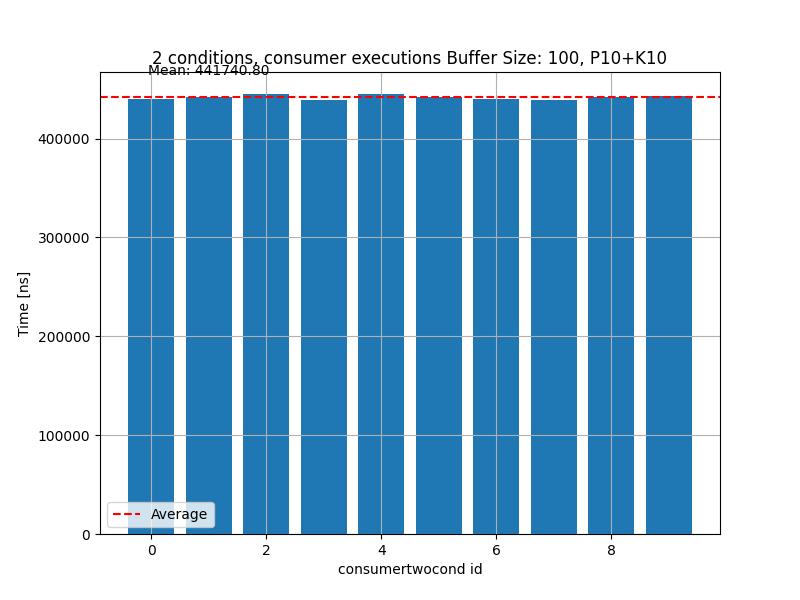 2 conditions, consumer executions Buffer Size: 100, P10+K10
Mean: 441740.80
Time [ns]
400000
300000
200000
100000
0
Average
0 2 4 6 8
consumertwocond id